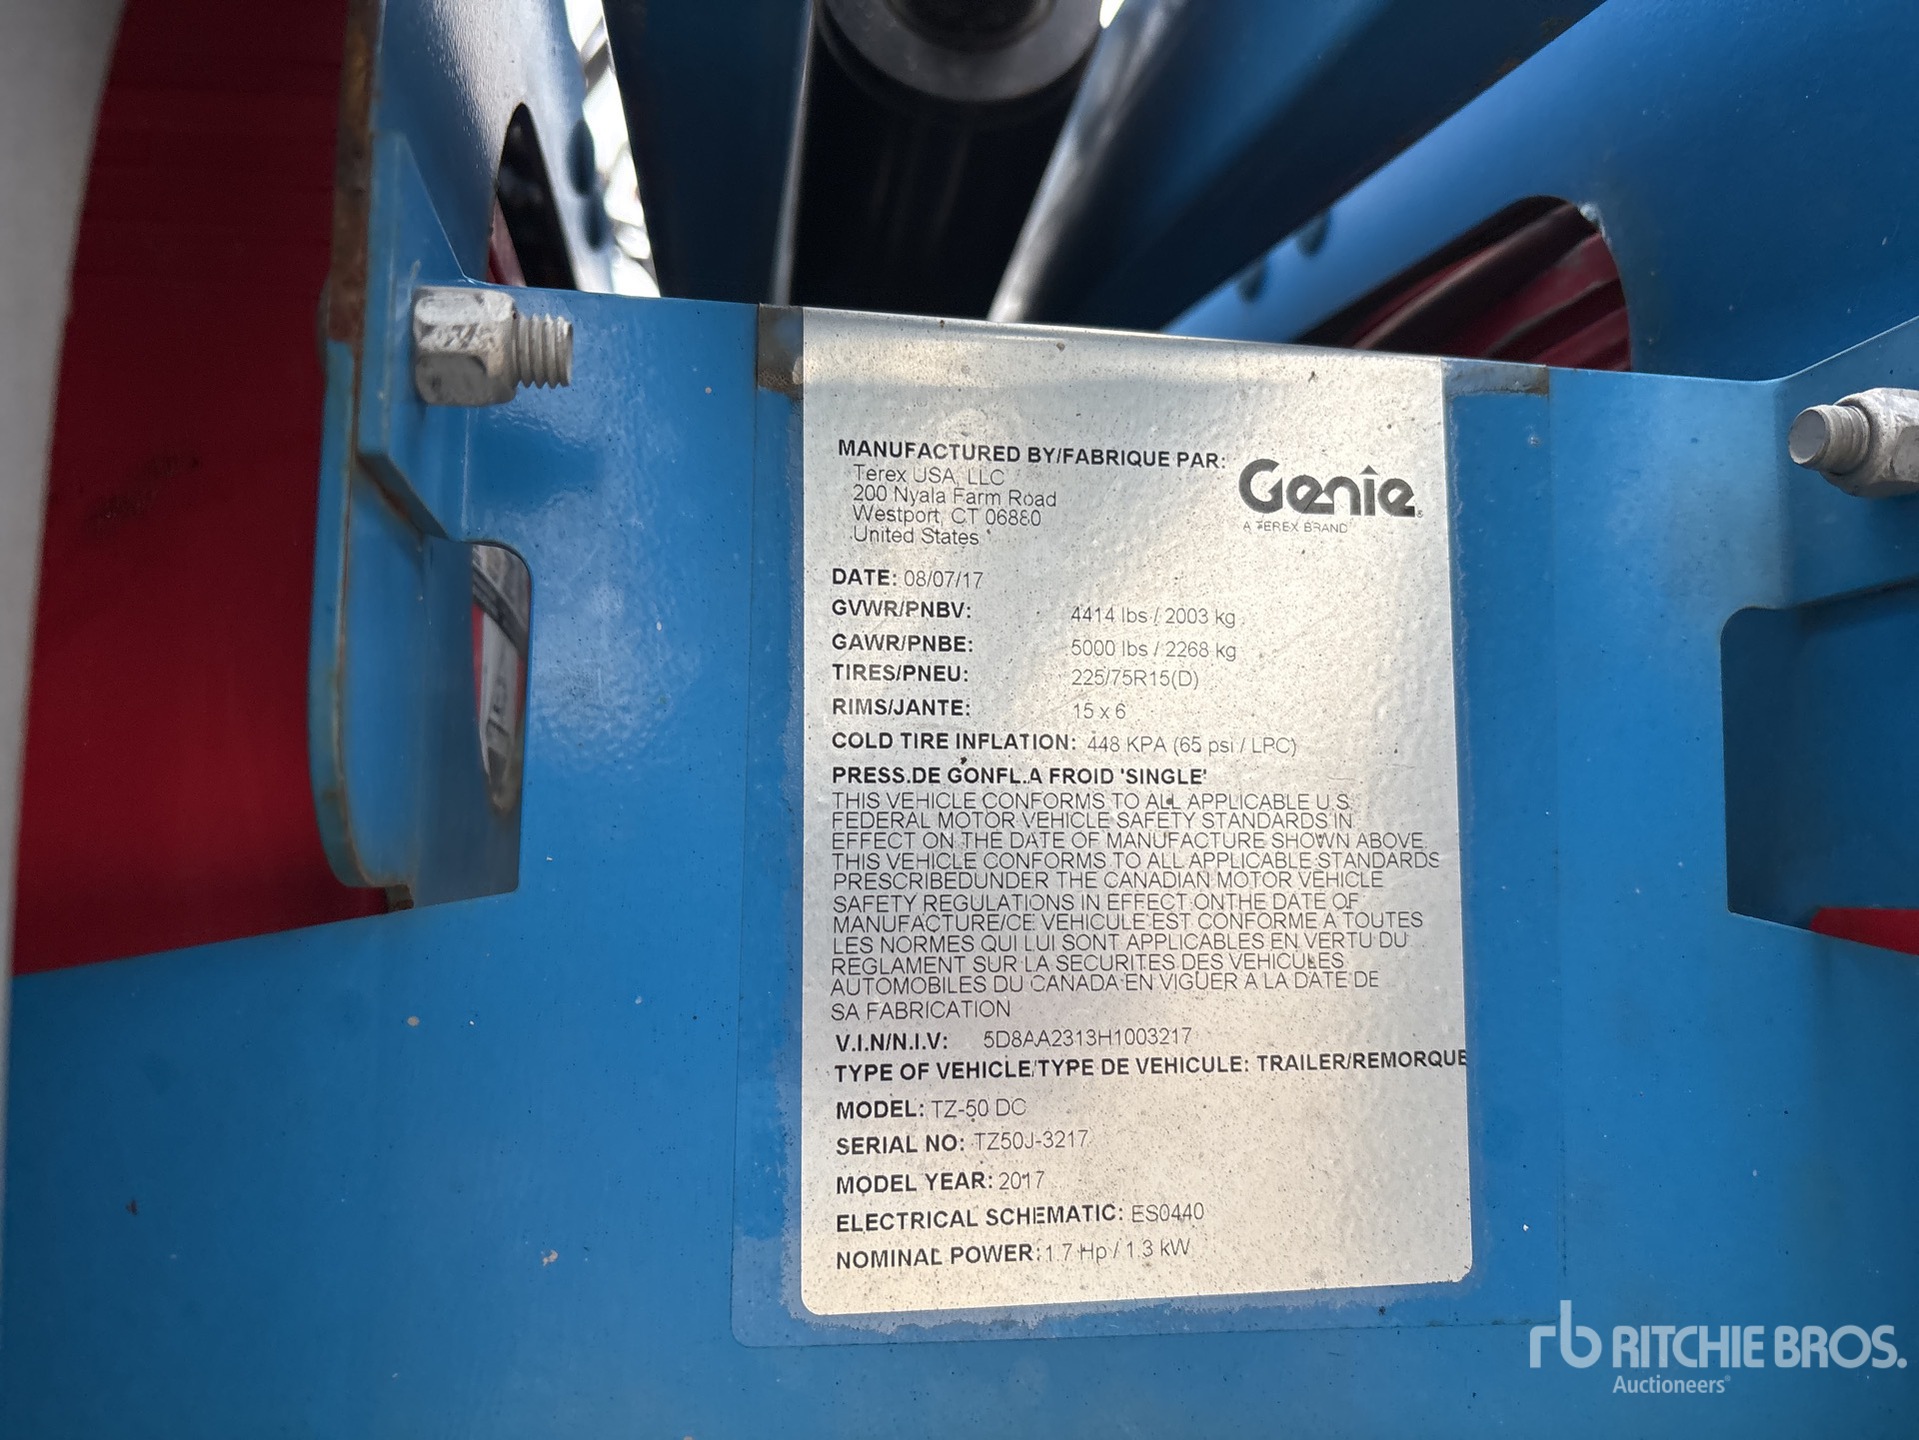 MANUFACTURED BY/FABRIQUE PAR:
Terex USA, LLC
200 Nyala Farm Road
Westport, CT 06880
United States
Genie
A TEREX BRAND
DATE: 08/07/17
GVWR/PNBV: 4414 lbs / 2003 kg
GAWR/PNBE: 5000 lbs / 2268 kg
TIRES/PNEU: 225/75R15(D)
RIMS/JANTE: 15 x 6
COLD TIRE INFLATION: 448 KPA (65 psi / LPC)
PRESS.DE GONFL.A FROID 'SINGLE'
THIS VEHICLE CONFORMS TO ALL APPLICABLE U.S.
FEDERAL MOTOR VEHICLE SAFETY STANDARDS IN
EFFECT ON THE DATE OF MANUFACTURE SHOWN ABOVE.
THIS VEHICLE CONFORMS TO ALL APPLICABLE STANDARDS
PRESCRIBEDUNDER THE CANADIAN MOTOR VEHICLE
SAFETY REGULATIONS IN EFFECT ONTHE DATE OF
MANUFACTURE/CE VEHICULE EST CONFORME A TOUTES
LES NORMES QUI LUI SONT APPLICABLES EN VERTU DU
REGLAMENT SUR LA SECURITES DES VEHICULES
AUTOMOBILES DU CANADA EN VIGUER A LA DATE DE
SA FABRICATION
V.I.N/N.I.V: 5D8AA2313H1003217
TYPE OF VEHICLE/TYPE DE VEHICULE: TRAILER/REMORQUE
MODEL: TZ-50 DC
SERIAL NO: TZ50J-3217
MODEL YEAR: 2017
ELECTRICAL SCHEMATIC: ES0440
NOMINAL POWER: 1.7 Hp / 1.3 kW
rb RITCHIE BROS.
Auctioneers®